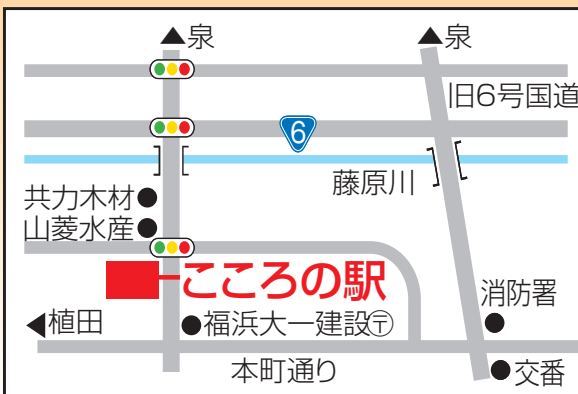 ▲泉
▲泉
旧6号国道
6
藤原川
共力木材●
山菱水産●
こころの駅
消防署
◀植田
●福浜大一建設〒
本町通り
●交番